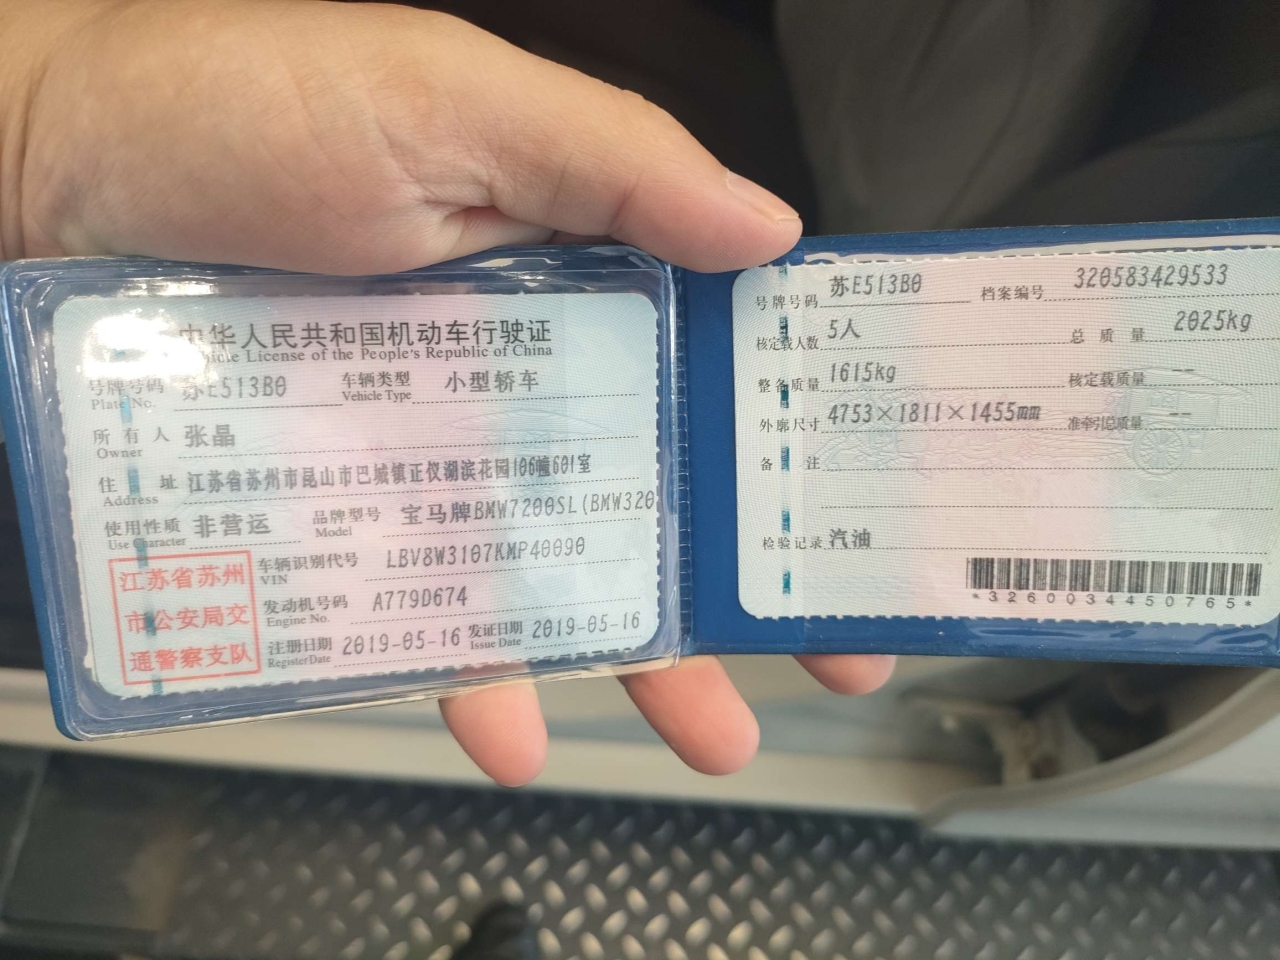 中华人民共和国机动车行驶证
Vehicle License of the People's Republic of China
号牌号码 苏E513B0 车辆类型 小型轿车
Plate No. Vehicle Type
所有人 张晶
Owner
住址 江苏省苏州市昆山市巴城镇正仪湖滨花园106幢601室
Address
使用性质 非营运 品牌型号 宝马牌BMW7200SL(BMW320
Use Character Model
江苏省苏州
市公安局交
通警察支队
车辆识别代号 LBV8W3107KMP40090
VIN
发动机号码 A779D674
Engine No.
注册日期 2019-05-16 发证日期 2019-05-16
Register Date Issue Date
号牌号码 苏E513B0 档案编号 320583429533
核定载人数 5人 总质量 2025kg
整备质量 1615kg 核定载质量 --
外廓尺寸 4753×1811×1455mm 准牵引总质量 --
备注
检验记录 汽油
*3260034450765*